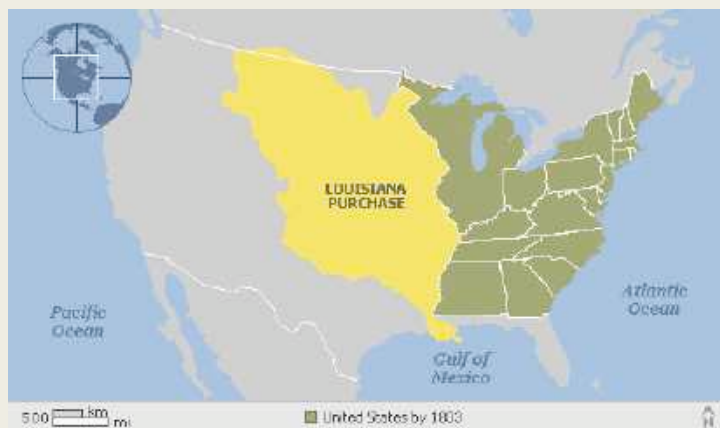 LOUISIANA
PURCHASE
Pacific
Ocean
Atlantic
Ocean
Gulf of
Mexico
500 km
mi
United States by 1803
N